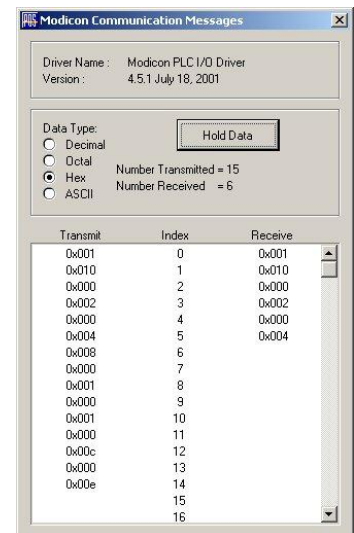 Modicon Communication Messages
Driver Name : Modicon PLC I/O Driver
Version : 4.5.1 July 18, 2001
Data Type:
Decimal
Octal
Hex
ASCII
Hold Data
Number Transmitted = 15
Number Received = 6
Transmit Index Receive
0x001 0 0x001
0x010 1 0x010
0x000 2 0x000
0x002 3 0x002
0x000 4 0x000
0x004 5 0x004
0x008 6
0x000 7
0x001 8
0x000 9
0x001 10
0x000 11
0x00c 12
0x000 13
0x00e 14
15
16